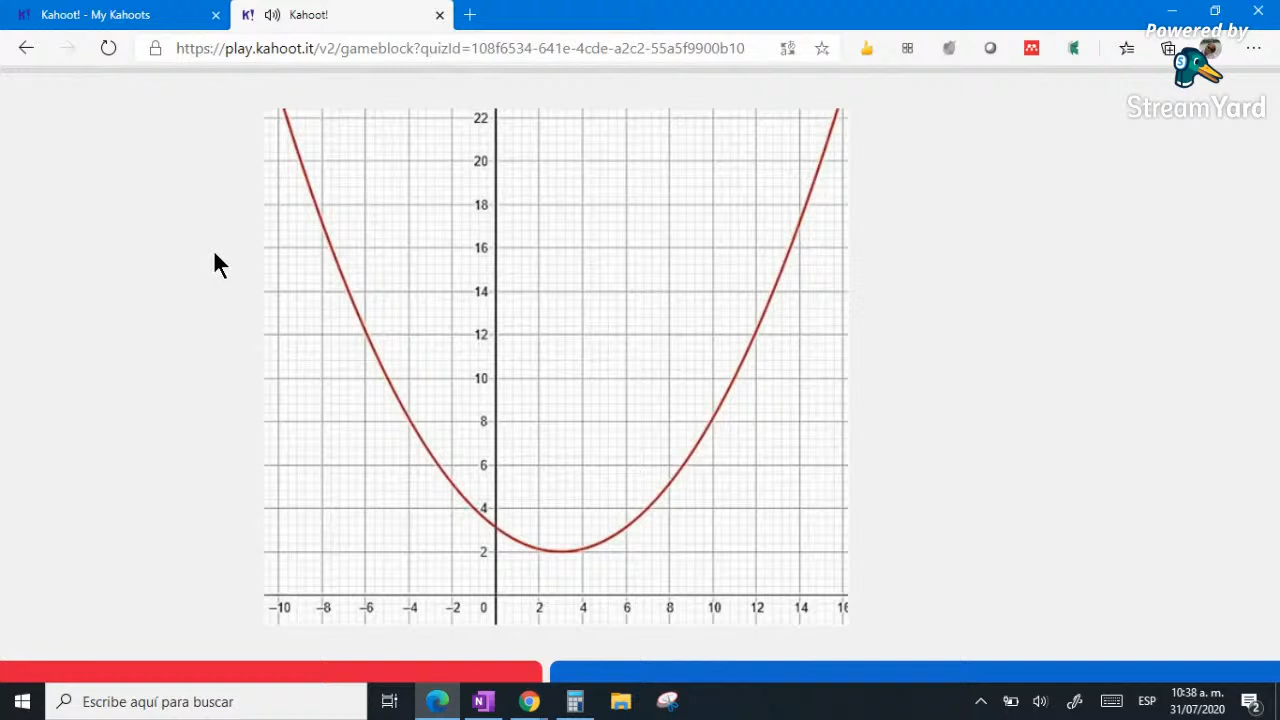 Kahoot! - My Kahoots
Kahoot!
Powered by
https://play.kahoot.it/v2/gameblock?quizId=108f6534-641e-4cde-a2c2-55a5f9900b10
StreamYard
22
20
18
16
14
12
10
8
6
4
2
-10 -8 -6 -4 -2 0 2 4 6 8 10 12 14 16
Escribe aquí para buscar
ESP
10:38 a. m.
31/07/2020
2